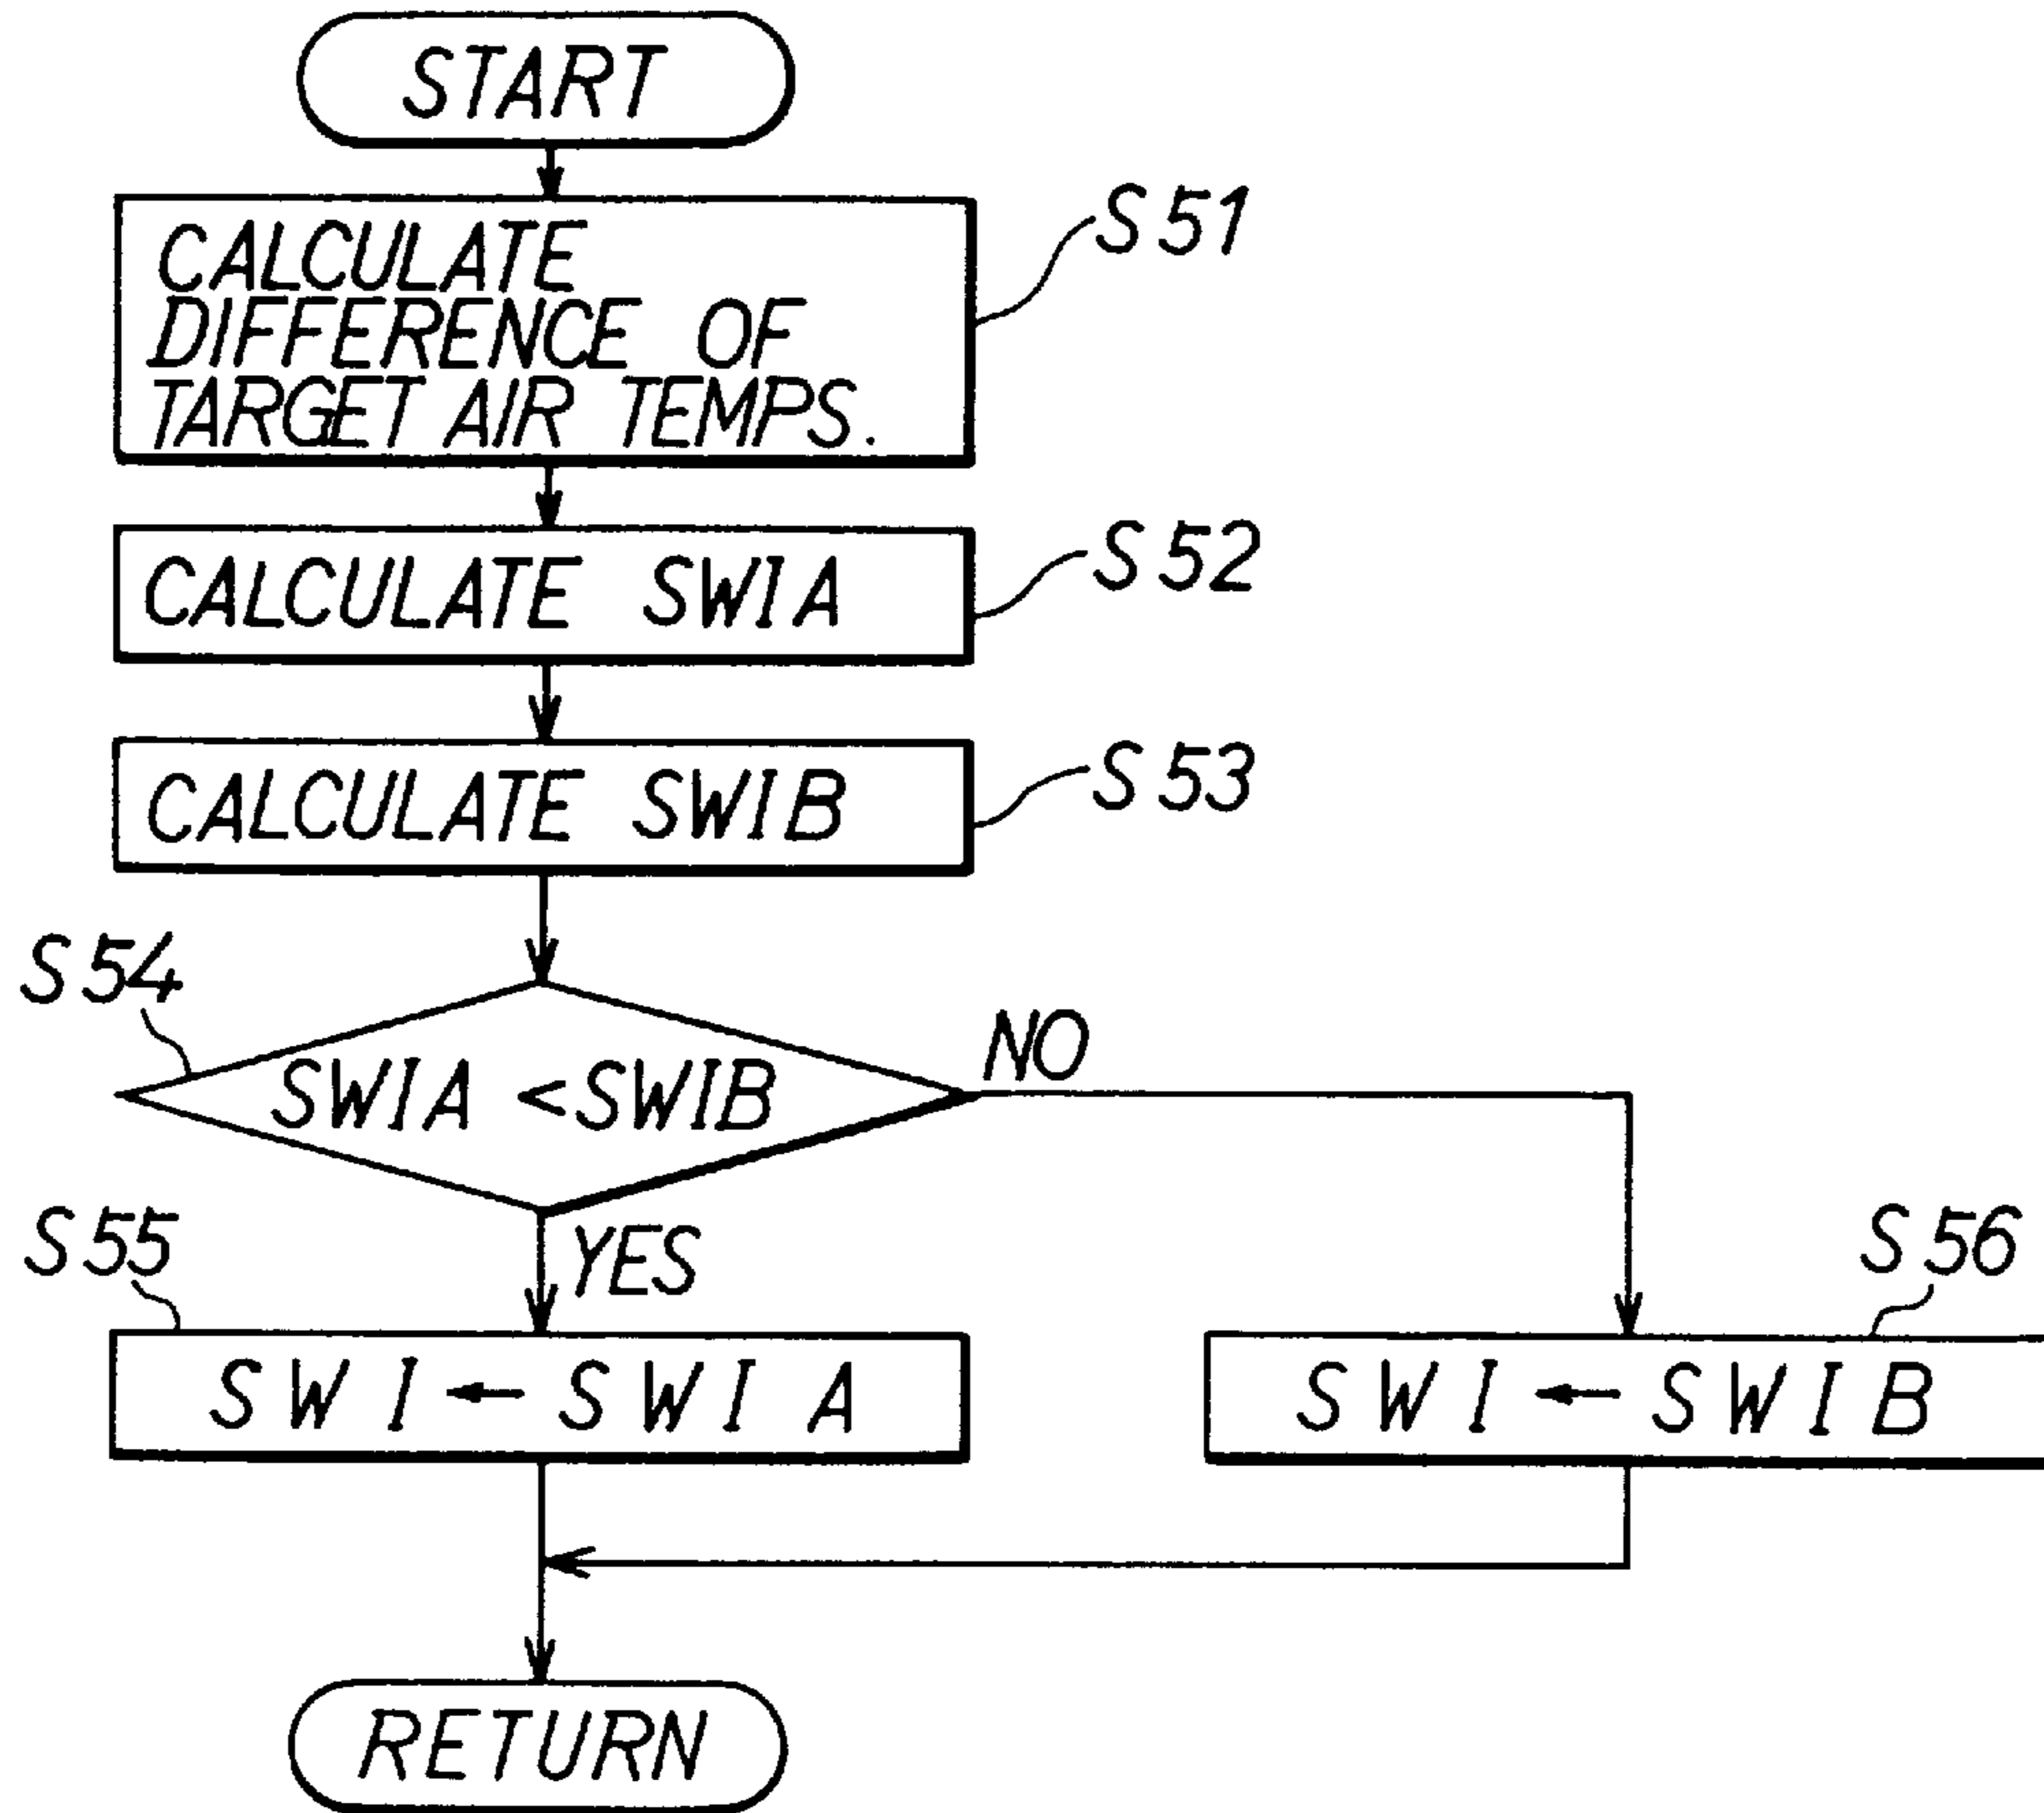 START
CALCULATE
DIFFERENCE OF
TARGET AIR TEMPS.
S51
CALCULATE SWIA
S52
CALCULATE SWIB
S53
S54
SWIA <SWIB
NO
YES
S55
SWI ← SWIA
S56
SWI ← SWIB
RETURN